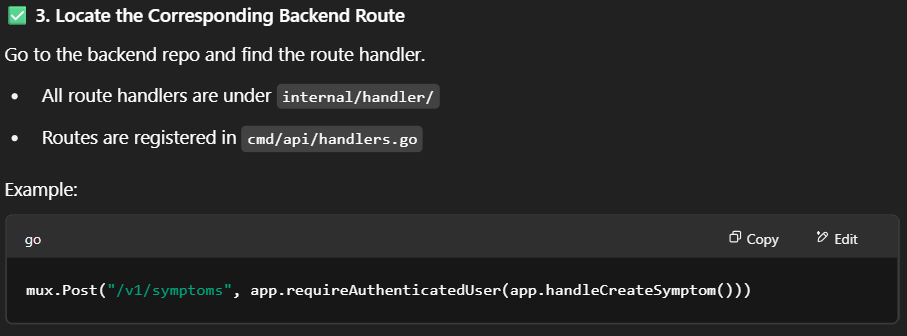 ✅ 3. Locate the Corresponding Backend Route
Go to the backend repo and find the route handler.
• All route handlers are under internal/handler/
• Routes are registered in cmd/api/handlers.go
Example:
go Copy Edit
mux.Post("/v1/symptoms", app.requireAuthenticatedUser(app.handleCreateSymptom()))